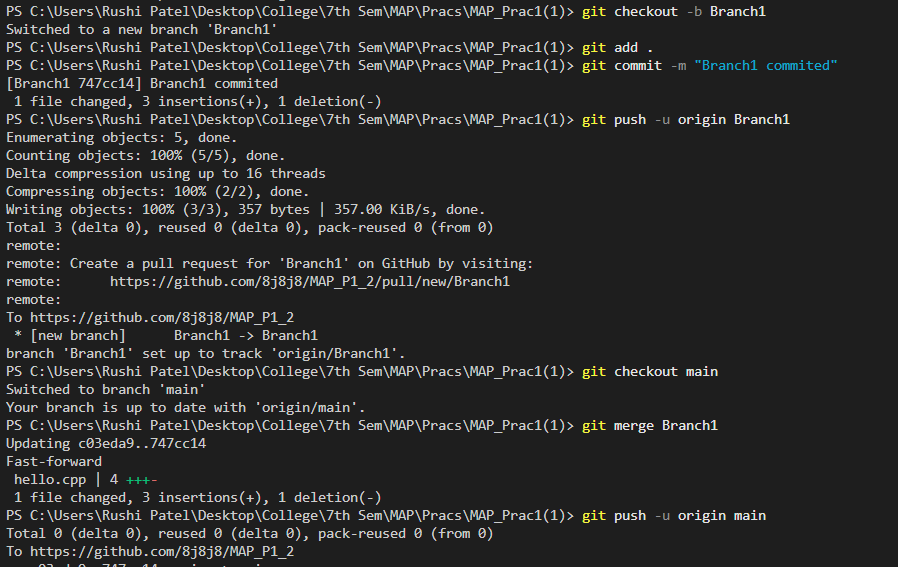 PS C:\Users\Rushi Patel\Desktop\College\7th Sem\MAP\Pracs\MAP_Prac1(1)> git checkout -b Branch1
Switched to a new branch 'Branch1'
PS C:\Users\Rushi Patel\Desktop\College\7th Sem\MAP\Pracs\MAP_Prac1(1)> git add .
PS C:\Users\Rushi Patel\Desktop\College\7th Sem\MAP\Pracs\MAP_Prac1(1)> git commit -m "Branch1 commited"
[Branch1 747cc14] Branch1 commited
 1 file changed, 3 insertions(+), 1 deletion(-)
PS C:\Users\Rushi Patel\Desktop\College\7th Sem\MAP\Pracs\MAP_Prac1(1)> git push -u origin Branch1
Enumerating objects: 5, done.
Counting objects: 100% (5/5), done.
Delta compression using up to 16 threads
Compressing objects: 100% (2/2), done.
Writing objects: 100% (3/3), 357 bytes | 357.00 KiB/s, done.
Total 3 (delta 0), reused 0 (delta 0), pack-reused 0 (from 0)
remote:
remote: Create a pull request for 'Branch1' on GitHub by visiting:
remote:      https://github.com/8j8j8/MAP_P1_2/pull/new/Branch1
remote:
To https://github.com/8j8j8/MAP_P1_2
 * [new branch]      Branch1 -> Branch1
branch 'Branch1' set up to track 'origin/Branch1'.
PS C:\Users\Rushi Patel\Desktop\College\7th Sem\MAP\Pracs\MAP_Prac1(1)> git checkout main
Switched to branch 'main'
Your branch is up to date with 'origin/main'.
PS C:\Users\Rushi Patel\Desktop\College\7th Sem\MAP\Pracs\MAP_Prac1(1)> git merge Branch1
Updating c03eda9..747cc14
Fast-forward
 hello.cpp | 4 +++-
 1 file changed, 3 insertions(+), 1 deletion(-)
PS C:\Users\Rushi Patel\Desktop\College\7th Sem\MAP\Pracs\MAP_Prac1(1)> git push -u origin main
Total 0 (delta 0), reused 0 (delta 0), pack-reused 0 (from 0)
To https://github.com/8j8j8/MAP_P1_2